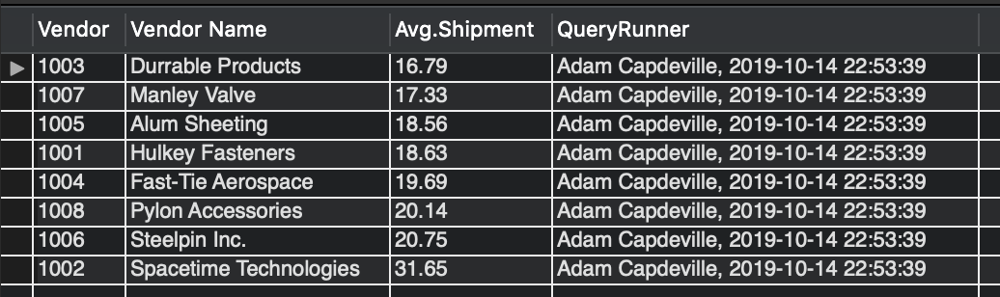 Vendor Vendor Name Avg.Shipment QueryRunner
1003 Durrable Products 16.79 Adam Capdeville, 2019-10-14 22:53:39
1007 Manley Valve 17.33 Adam Capdeville, 2019-10-14 22:53:39
1005 Alum Sheeting 18.56 Adam Capdeville, 2019-10-14 22:53:39
1001 Hulkey Fasteners 18.63 Adam Capdeville, 2019-10-14 22:53:39
1004 Fast-Tie Aerospace 19.69 Adam Capdeville, 2019-10-14 22:53:39
1008 Pylon Accessories 20.14 Adam Capdeville, 2019-10-14 22:53:39
1006 Steelpin Inc. 20.75 Adam Capdeville, 2019-10-14 22:53:39
1002 Spacetime Technologies 31.65 Adam Capdeville, 2019-10-14 22:53:39